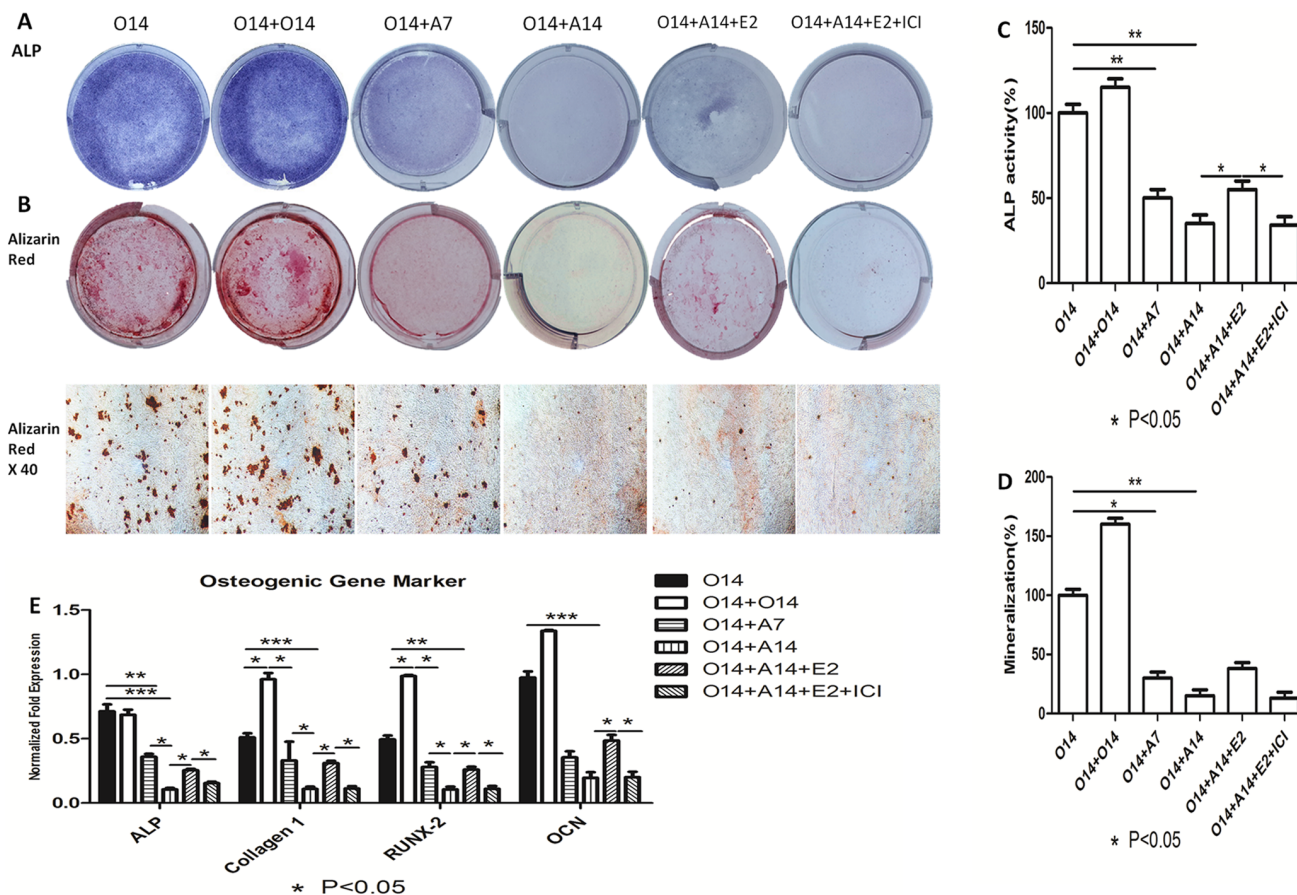 A
O14 O14+O14 O14+A7 O14+A14 O14+A14+E2 O14+A14+E2+ICI
ALP
B
Alizarin
Red
Alizarin
Red
X 40
C
ALP activity(%)
150
100
50
0
** 
**
* *
O14 O14+O14 O14+A7 O14+A14 O14+A14+E2 O14+A14+E2+ICI
* P<0.05
D
Mineralization(%)
200
150
100
50
0
**
*
O14 O14+O14 O14+A7 O14+A14 O14+A14+E2 O14+A14+E2+ICI
* P<0.05
E
Osteogenic Gene Marker
Normalized Fold Expression
1.5
1.0
0.5
0.0
**
***
* * *
***
* *
* * *
**
* *
* * *
***
* *
ALP Collagen 1 RUNX-2 OCN
O14
O14+O14
O14+A7
O14+A14
O14+A14+E2
O14+A14+E2+ICI
* P<0.05